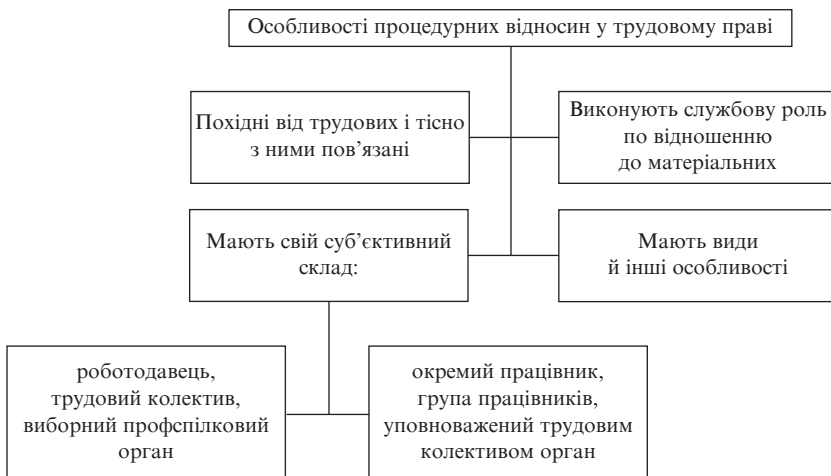 Особливості процедурних відносин у трудовому праві
Похідні від трудових і тісно
з ними пов’язані
Виконують службову роль
по відношенню
до матеріальних
Мають свій суб’єктивний
склад:
Мають види
й інші особливості
роботодавець,
трудовий колектив,
виборний профспілковий
орган
окремий працівник,
група працівників,
уповноважений трудовим
колективом орган